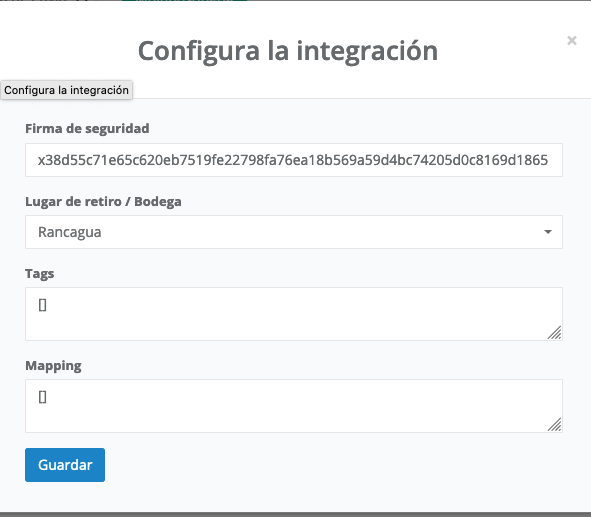 Configura la integración
×
Configura la integración
Firma de seguridad
x38d55c71e65c620eb7519fe22798fa76ea18b569a59d4bc74205d0c8169d1865
Lugar de retiro / Bodega
Rancagua
Tags
[]
Mapping
[]
Guardar